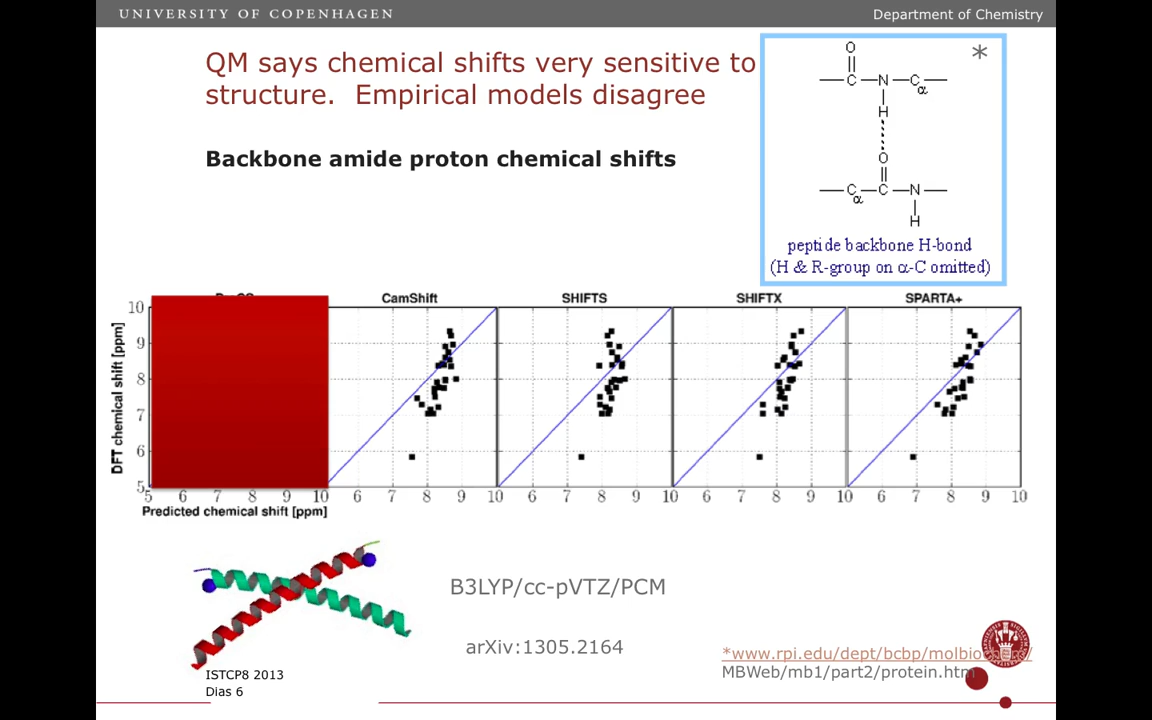 UNIVERSITY OF COPENHAGEN
Department of Chemistry
QM says chemical shifts very sensitive to
structure. Empirical models disagree
Backbone amide proton chemical shifts
*
O
C N C α
H
O
C α C N
H
peptide backbone H-bond
(H & R-group on α-C omitted)
CamShift SHIFTS SHIFTX SPARTA+
DFT chemical shift [ppm]
10
9
8
7
6
5
5 6 7 8 9 10 6 7 8 9 10 6 7 8 9 10 6 7 8 9 10 6 7 8 9 10
Predicted chemical shift [ppm]
B3LYP/cc-pVTZ/PCM
arXiv:1305.2164
*www.rpi.edu/dept/bcbp/molbio
MBWeb/mb1/part2/protein.htm
ISTCP8 2013
Dias 6